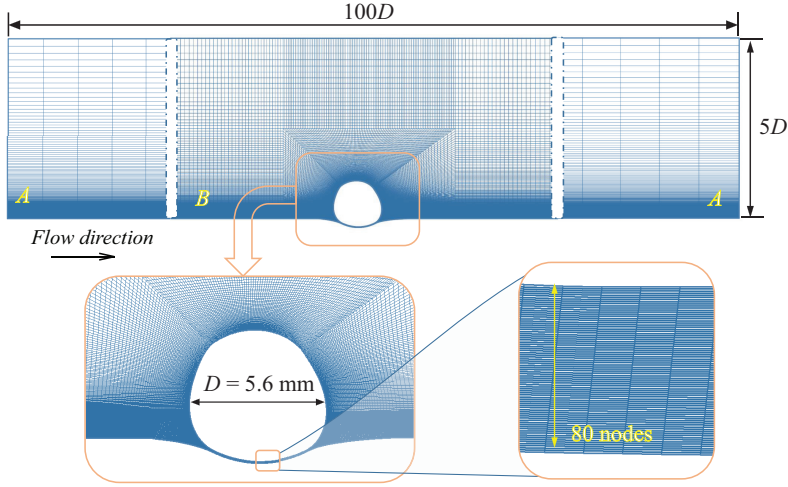 100D
5D
A
B
A
Flow direction
D = 5.6 mm
80 nodes